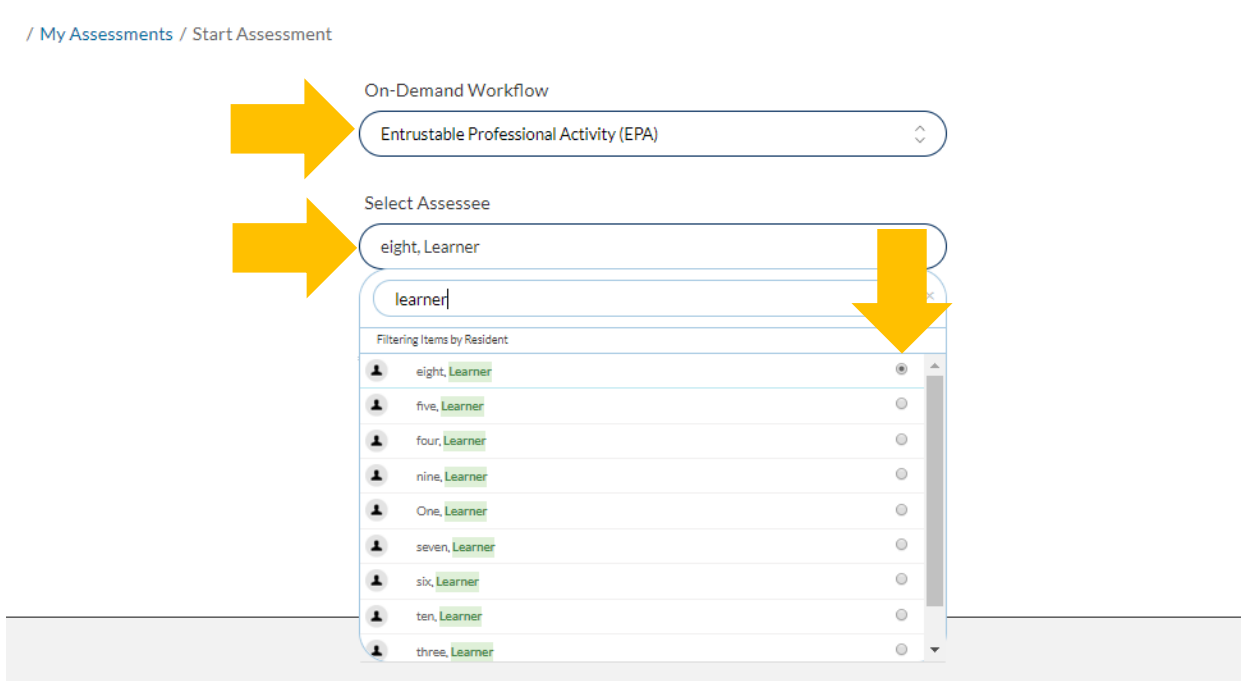 / My Assessments / Start Assessment
On-Demand Workflow
Entrustable Professional Activity (EPA)
Select Assessee
eight, Learner
learner
Filtering Items by Resident
eight, Learner
five, Learner
four, Learner
nine, Learner
One, Learner
seven, Learner
six, Learner
ten, Learner
three, Learner